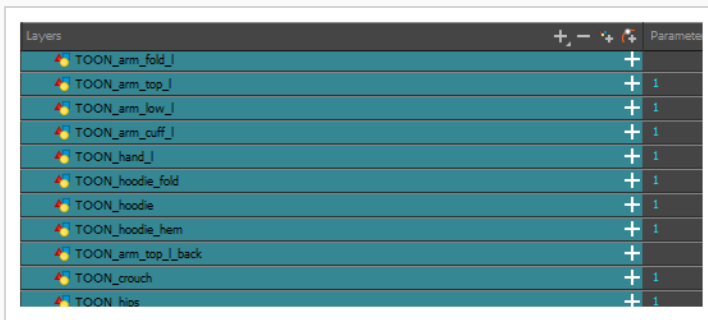 Layers Paramete
TOON_arm_fold_l
TOON_arm_top_l 1
TOON_arm_low_l 1
TOON_arm_cuff_l 1
TOON_hand_l 1
TOON_hoodie_fold 1
TOON_hoodie 1
TOON_hoodie_hem 1
TOON_arm_top_l_back
TOON_crouch 1
TOON_hips 1